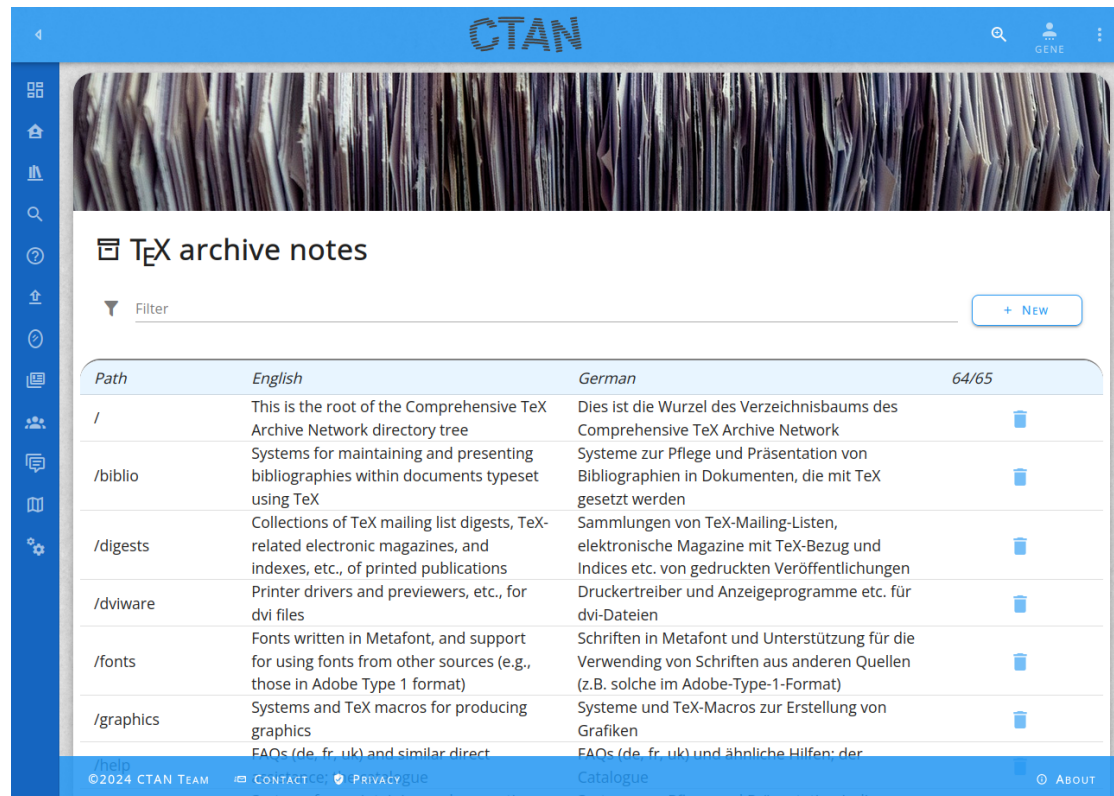 CTAN
GENE
TEX archive notes
Filter
+ NEW
Path English German 64/65
/ This is the root of the Comprehensive TeX Dies ist die Wurzel des Verzeichnisbaums des
Archive Network directory tree Comprehensive TeX Archive Network
Systems for maintaining and presenting Systeme zur Pflege und Präsentation von
/biblio bibliographies within documents typeset Bibliographien in Dokumenten, die mit TeX
using TeX gesetzt werden
Collections of TeX mailing list digests, TeX- Sammlungen von TeX-Mailing-Listen,
/digests related electronic magazines, and elektronische Magazine mit TeX-Bezug und
indexes, etc., of printed publications Indices etc. von gedruckten Veröffentlichungen
/dviware Printer drivers and previewers, etc., for Druckertreiber und Anzeigeprogramme etc. für
dvi files dvi-Dateien
Fonts written in Metafont, and support Schriften in Metafont und Unterstützung für die
/fonts for using fonts from other sources (e.g., Verwending von Schriften aus anderen Quellen
those in Adobe Type 1 format) (z.B. solche im Adobe-Type-1-Format)
/graphics Systems and TeX macros for producing Systeme und TeX-Macros zur Erstellung von
graphics Grafiken
/help FAQs (de, fr, uk) and similar direct FAQs (de, fr, uk) und ähnliche Hilfen; der
Catalogue
©2024 CTAN TEAM CONTACT PRIVACY ABOUT